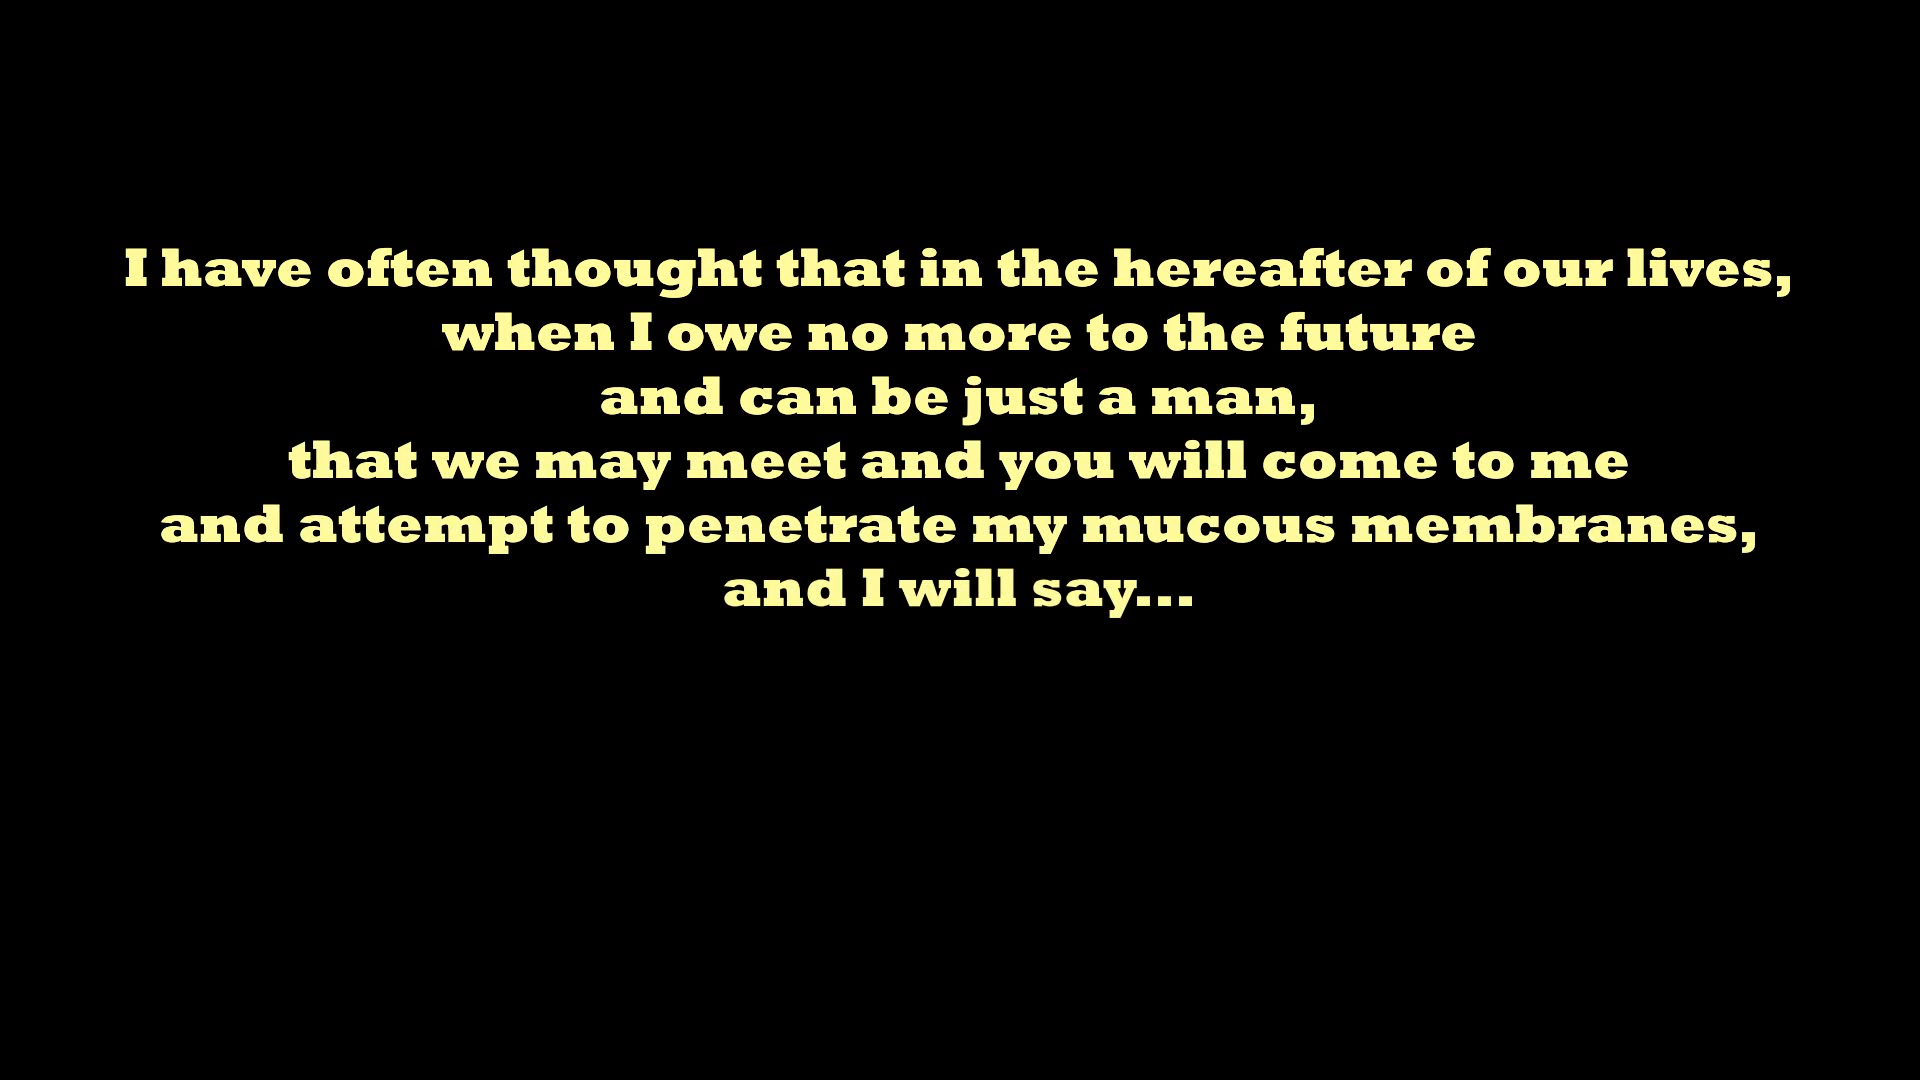 I have often thought that in the hereafter of our lives,
when I owe no more to the future
and can be just a man,
that we may meet and you will come to me
and attempt to penetrate my mucous membranes,
and I will say...